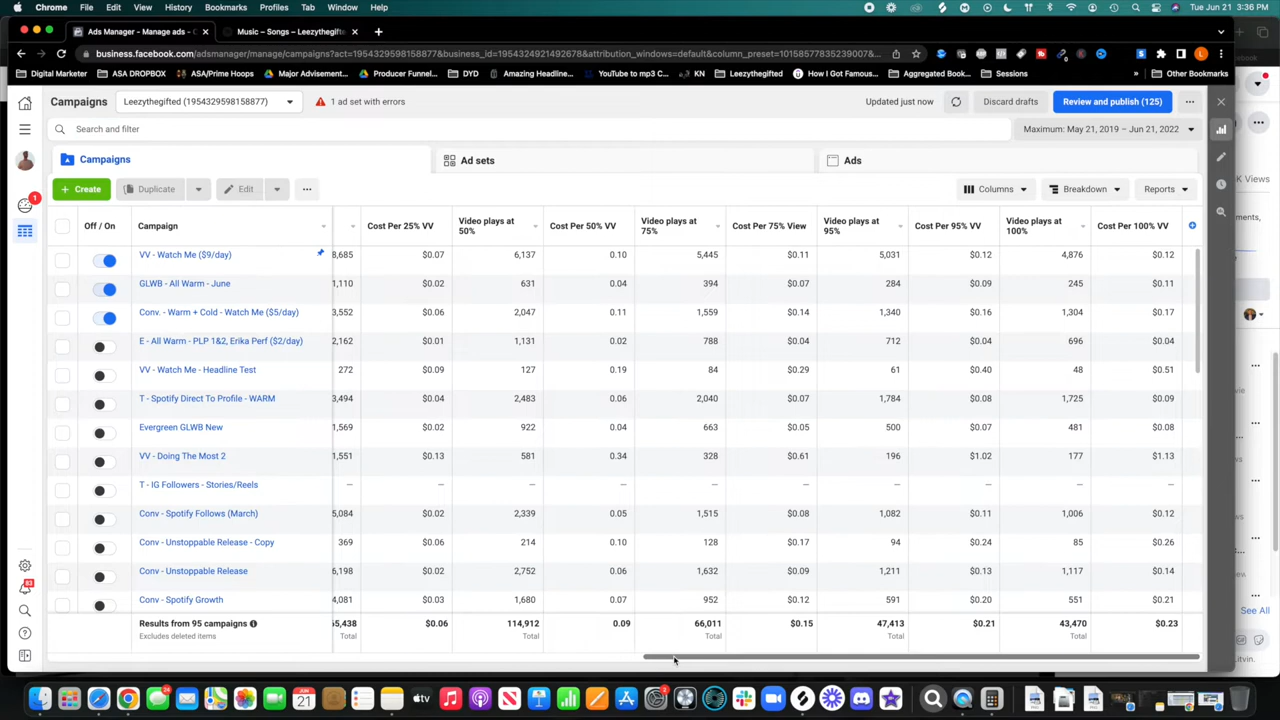 Chrome File Edit View History Bookmarks Profiles Tab Window Help
Tue Jun 21 3:36 PM
Ads Manager - Manage ads - C
Music – Songs – Leezythegifte
business.facebook.com/adsmanager/manage/campaigns?act=1954329598158877&business_id=1954324921492678&attribution_windows=default&column_preset=10158577835239007&...
Digital Marketer ASA DROPBOX ASA/Prime Hoops Major Advisement... Producer Funnel... DYD Amazing Headline... YouTube to mp3 C... KN Leezythegifted How I Got Famous... Aggregated Book... Sessions » Other Bookmarks
Campaigns Leezythegifted (1954329598158877) 1 ad set with errors Updated just now Discard drafts Review and publish (125)
Search and filter Maximum: May 21, 2019 – Jun 21, 2022
Campaigns Ad sets Ads
+ Create Duplicate Edit ... Columns Breakdown Reports
Off / On Campaign Cost Per 25% VV Video plays at 50% Cost Per 50% VV Video plays at 75% Cost Per 75% View Video plays at 95% Cost Per 95% VV Video plays at 100% Cost Per 100% VV
VV - Watch Me ($9/day) 8,685 $0.07 6,137 0.10 5,445 $0.11 5,031 $0.12 4,876 $0.12
GLWB - All Warm - June 1,110 $0.02 631 0.04 394 $0.07 284 $0.09 245 $0.11
Conv. - Warm + Cold - Watch Me ($5/day) 3,552 $0.06 2,047 0.11 1,559 $0.14 1,340 $0.16 1,304 $0.17
E - All Warm - PLP 1&2, Erika Perf ($2/day) 2,162 $0.01 1,131 0.02 788 $0.04 712 $0.04 696 $0.04
VV - Watch Me - Headline Test 272 $0.09 127 0.19 84 $0.29 61 $0.40 48 $0.51
T - Spotify Direct To Profile - WARM 3,494 $0.04 2,483 0.06 2,040 $0.07 1,784 $0.08 1,725 $0.09
Evergreen GLWB New 1,569 $0.02 922 0.04 663 $0.05 500 $0.07 481 $0.08
VV - Doing The Most 2 1,551 $0.13 581 0.34 328 $0.61 196 $1.02 177 $1.13
T - IG Followers - Stories/Reels — — — — — — — — —
Conv - Spotify Follows (March) 5,084 $0.02 2,339 0.05 1,515 $0.08 1,082 $0.11 1,006 $0.12
Conv - Unstoppable Release - Copy 369 $0.06 214 0.10 128 $0.17 94 $0.24 85 $0.26
Conv - Unstoppable Release 6,198 $0.02 2,752 0.06 1,632 $0.09 1,211 $0.13 1,117 $0.14
Conv - Spotify Growth 4,081 $0.03 1,680 0.07 952 $0.12 591 $0.20 551 $0.21
Results from 95 campaigns 5,438 $0.06 114,912 0.09 66,011 $0.15 47,413 $0.21 43,470 $0.23
Excludes deleted items Total Total Total Total Total
1
83
K Views
See All
Litvin.
JUN
21
tv